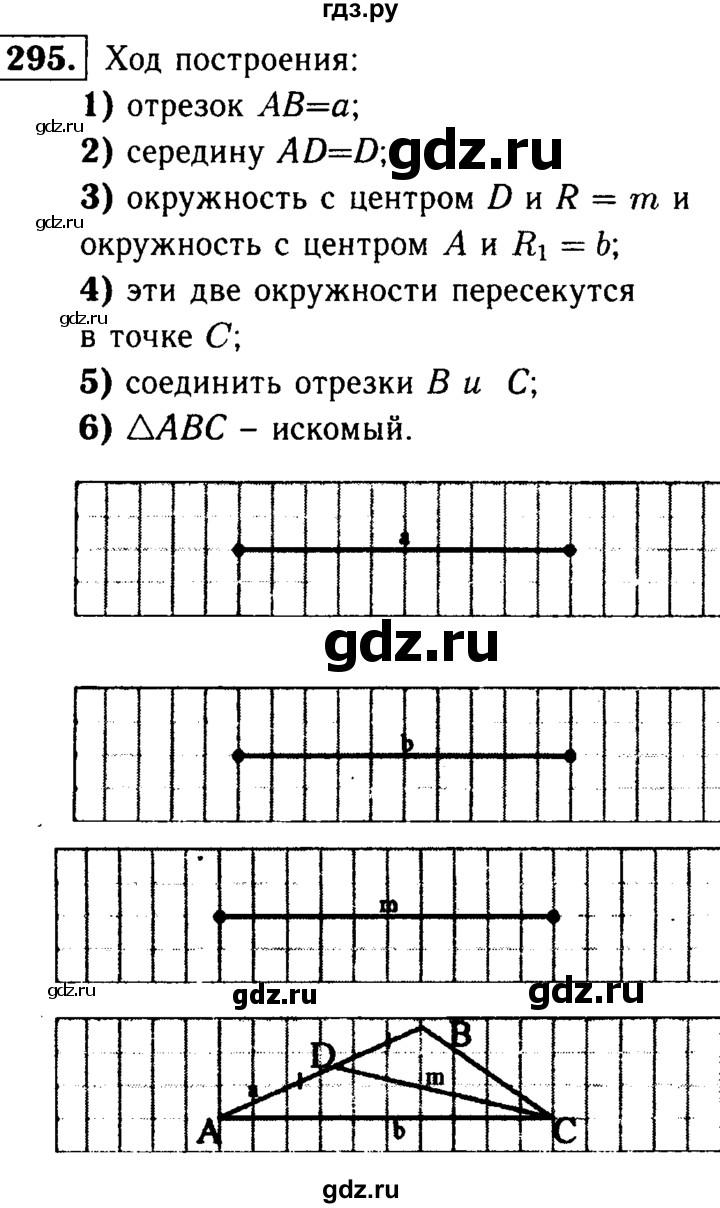 гдз.ру
295. Ход построения:
1) отрезок AB=a;
gdz.ru
2) середину AD=D;
gdz.ru
3) окружность с центром D и R = m и
gdz.ru
окружность с центром A и R₁ = b;
4) эти две окружности пересекутся
gdz.ru
в точке C;
5) соединить отрезки B и C;
6) △ABC – искомый.
a
gdz.ru
b
m
gdz.ru
gdz.ru
gdz.ru
B
D
a
m
A
b
C
gdz.ru